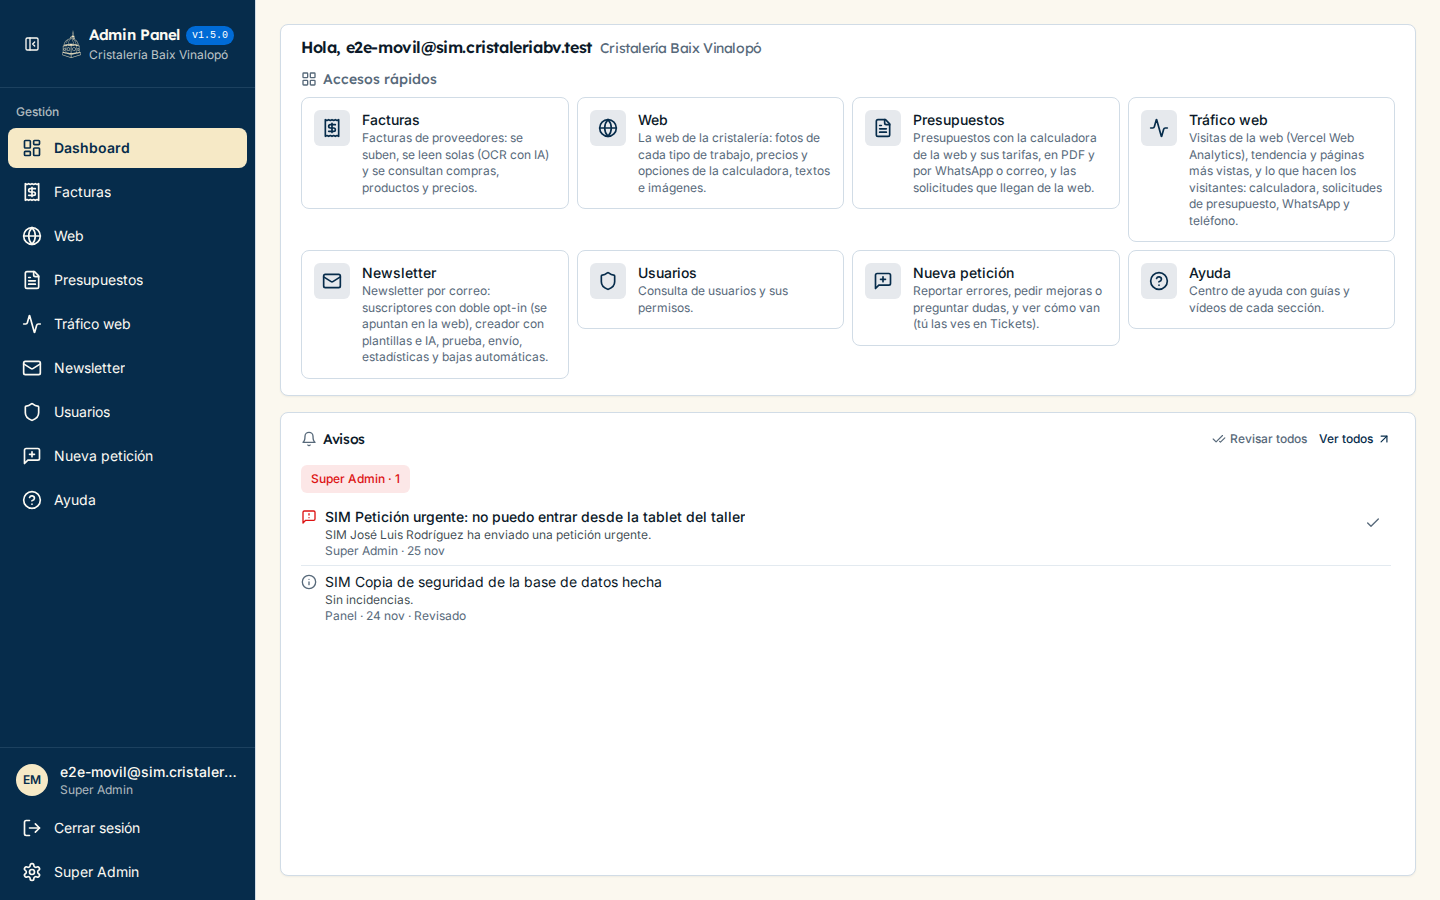 Admin Panel v1.5.0
Cristalería Baix Vinalopó
Gestión
Dashboard
Facturas
Web
Presupuestos
Tráfico web
Newsletter
Usuarios
Nueva petición
Ayuda
EM
e2e-movil@sim.cristaler...
Super Admin
Cerrar sesión
Super Admin
Hola, e2e-movil@sim.cristaleriabv.test Cristalería Baix Vinalopó
Accesos rápidos
Facturas
Facturas de proveedores: se
suben, se leen solas (OCR con IA)
y se consultan compras,
productos y precios.
Web
La web de la cristalería: fotos de
cada tipo de trabajo, precios y
opciones de la calculadora, textos
e imágenes.
Presupuestos
Presupuestos con la calculadora
de la web y sus tarifas, en PDF y
por WhatsApp o correo, y las
solicitudes que llegan de la web.
Tráfico web
Visitas de la web (Vercel Web
Analytics), tendencia y páginas
más vistas, y lo que hacen los
visitantes: calculadora, solicitudes
de presupuesto, WhatsApp y
teléfono.
Newsletter
Newsletter por correo:
suscriptores con doble opt-in (se
apuntan en la web), creador con
plantillas e IA, prueba, envío,
estadísticas y bajas automáticas.
Usuarios
Consulta de usuarios y sus
permisos.
Nueva petición
Reportar errores, pedir mejoras o
preguntar dudas, y ver cómo van
(tú las ves en Tickets).
Ayuda
Centro de ayuda con guías y
vídeos de cada sección.
Avisos
Revisar todos
Ver todos
Super Admin · 1
SIM Petición urgente: no puedo entrar desde la tablet del taller
SIM José Luis Rodríguez ha enviado una petición urgente.
Super Admin · 25 nov
SIM Copia de seguridad de la base de datos hecha
Sin incidencias.
Panel · 24 nov · Revisado